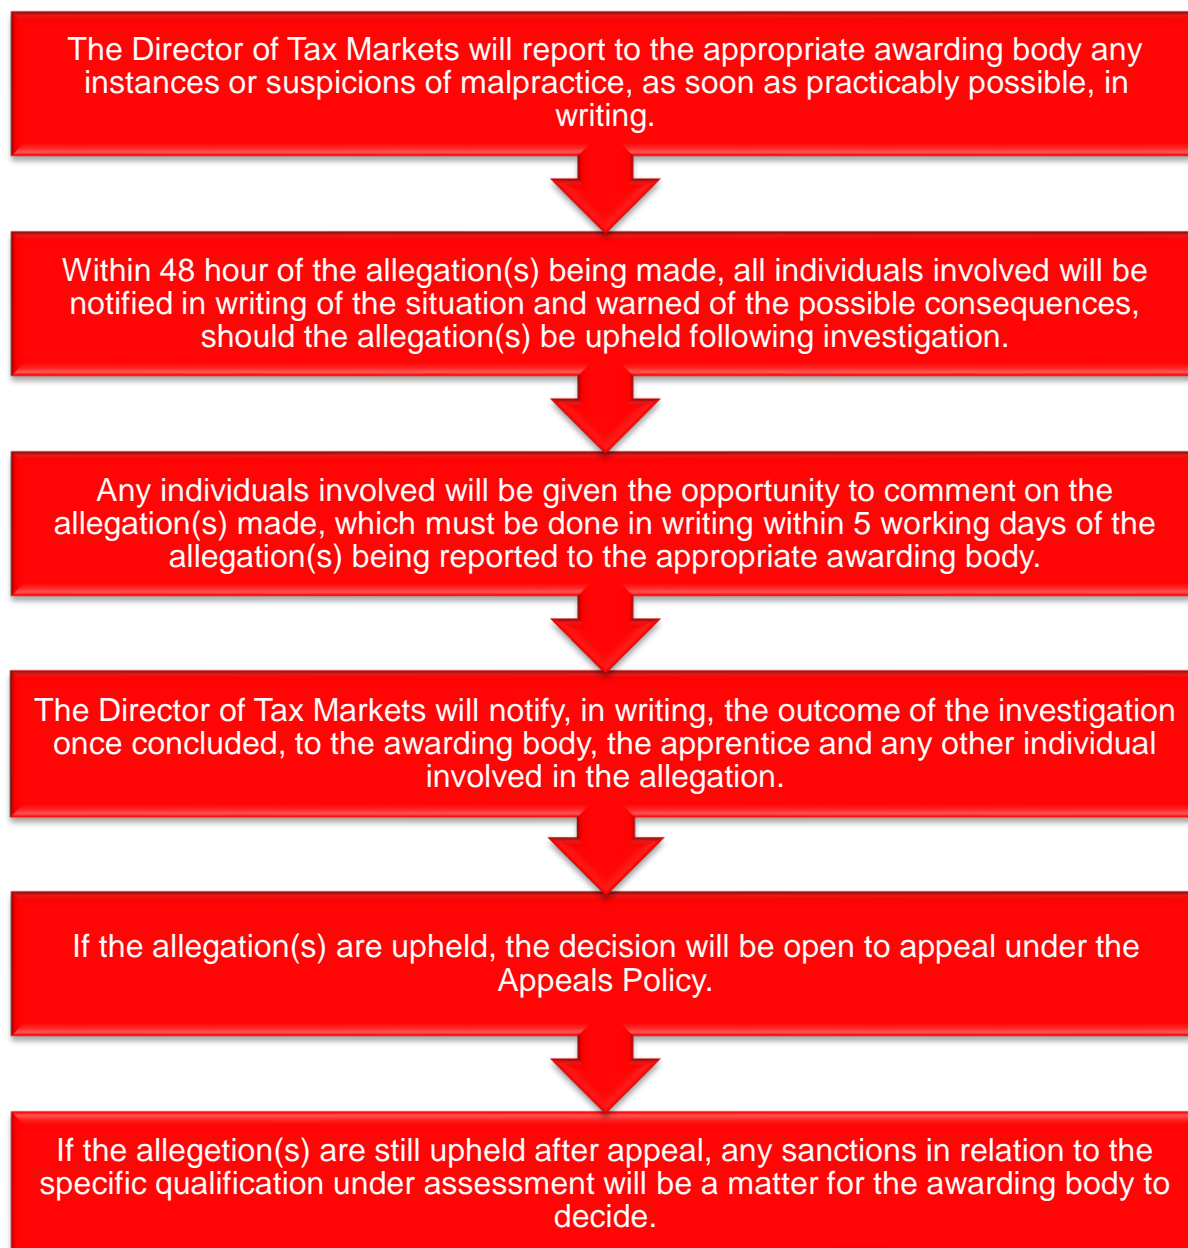 The Director of Tax Markets will report to the appropriate awarding body any
instances or suspicions of malpractice, as soon as practicably possible, in
writing.
Within 48 hour of the allegation(s) being made, all individuals involved will be
notified in writing of the situation and warned of the possible consequences,
should the allegation(s) be upheld following investigation.
Any individuals involved will be given the opportunity to comment on the
allegation(s) made, which must be done in writing within 5 working days of the
allegation(s) being reported to the appropriate awarding body.
The Director of Tax Markets will notify, in writing, the outcome of the investigation
once concluded, to the awarding body, the apprentice and any other individual
involved in the allegation.
If the allegation(s) are upheld, the decision will be open to appeal under the
Appeals Policy.
If the allegetion(s) are still upheld after appeal, any sanctions in relation to the
specific qualification under assessment will be a matter for the awarding body to
decide.